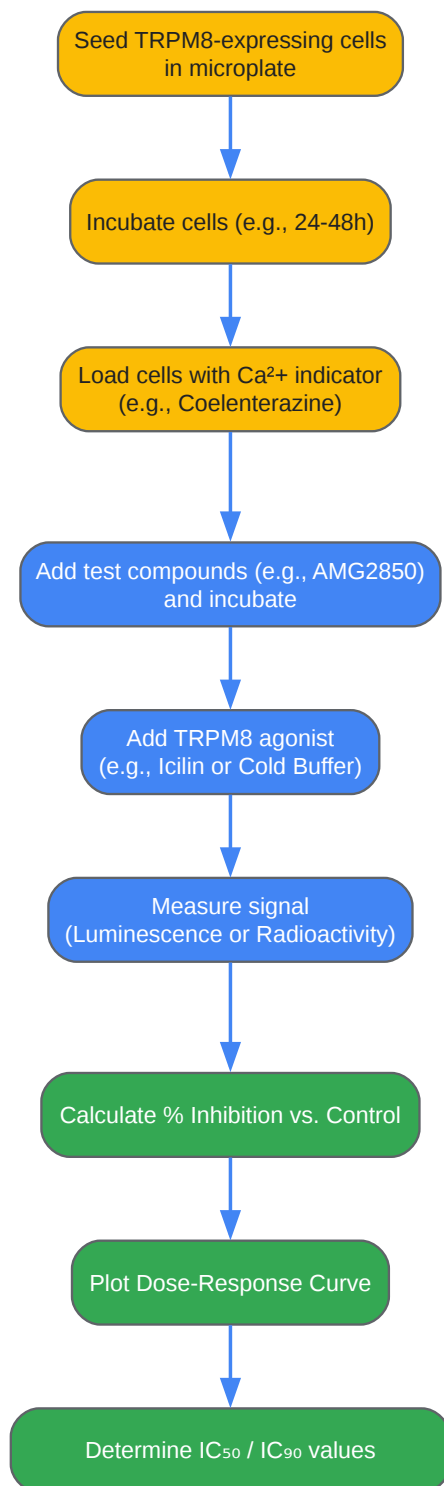 Seed TRPM8-expressing cells
in microplate
Incubate cells (e.g., 24-48h)
Load cells with Ca²+ indicator
(e.g., Coelenterazine)
Add test compounds (e.g., AMG2850)
and incubate
Add TRPM8 agonist
(e.g., Icilin or Cold Buffer)
Measure signal
(Luminescence or Radioactivity)
Calculate % Inhibition vs. Control
Plot Dose-Response Curve
Determine IC₅₀ / IC₉₀ values